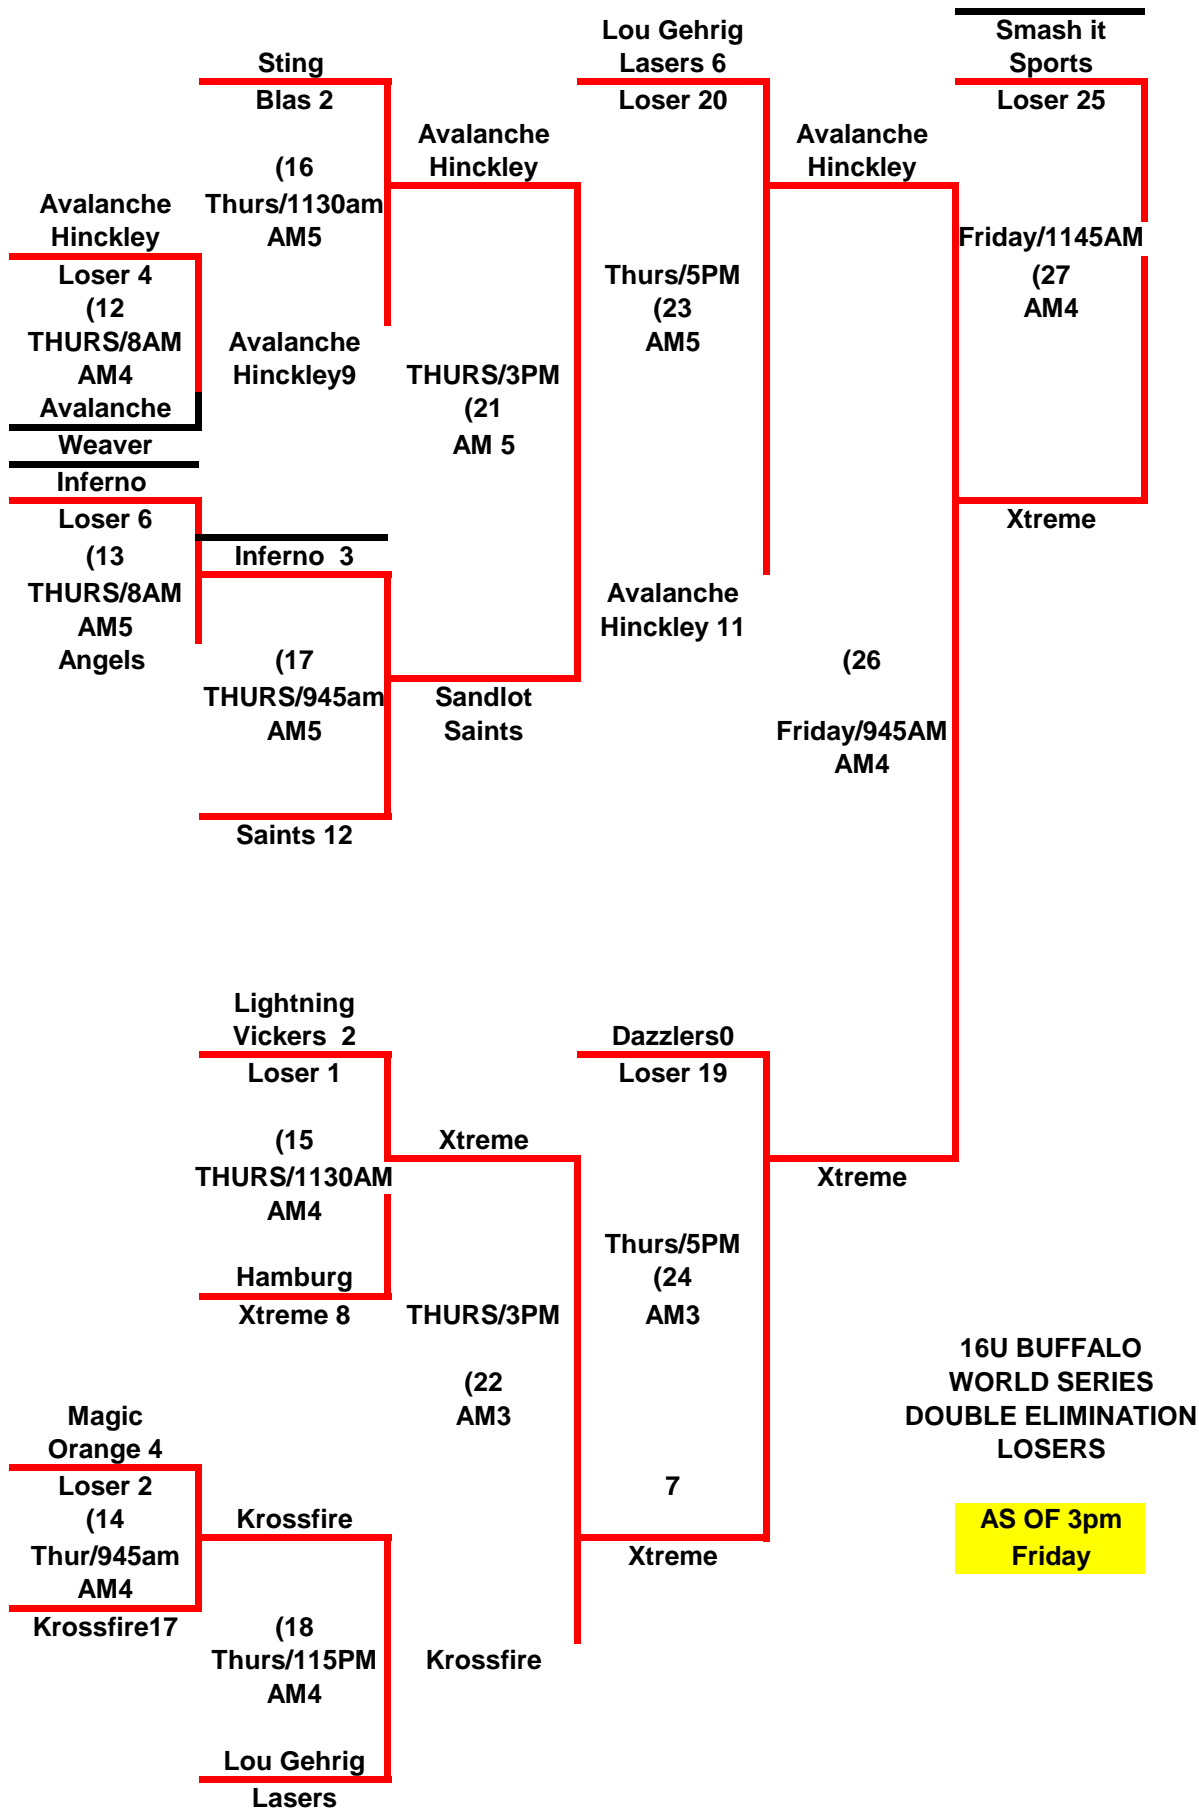 Sting
Blas 2
(16
Thurs/1130am
AM5
Avalanche
Hinckley
Loser 4
(12
THURS/8AM
AM4
Avalanche
Weaver
Avalanche
Hinckley9
Inferno
Loser 6
(13
THURS/8AM
AM5
Angels
Inferno  3
(17
THURS/945am
AM5
Saints 12
Avalanche
Hinckley
THURS/3PM
(21
AM 5
Sandlot
Saints
Lou Gehrig
Lasers 6
Loser 20
Thurs/5PM
(23
AM5
Avalanche
Hinckley 11
Avalanche
Hinckley
(26
Friday/945AM
AM4
Smash it
Sports
Loser 25
Friday/1145AM
(27
AM4
Xtreme
Lightning
Vickers  2
Loser 1
(15
THURS/1130AM
AM4
Hamburg
Xtreme 8
Xtreme
THURS/3PM
(22
AM3
Dazzlers0
Loser 19
Thurs/5PM
(24
AM3
7
Xtreme
Xtreme
Magic
Orange 4
Loser 2
(14
Thur/945am
AM4
Krossfire17
Krossfire
(18
Thurs/115PM
AM4
Lou Gehrig
Lasers
Krossfire
16U BUFFALO
WORLD SERIES
DOUBLE ELIMINATION
LOSERS
AS OF 3pm
Friday